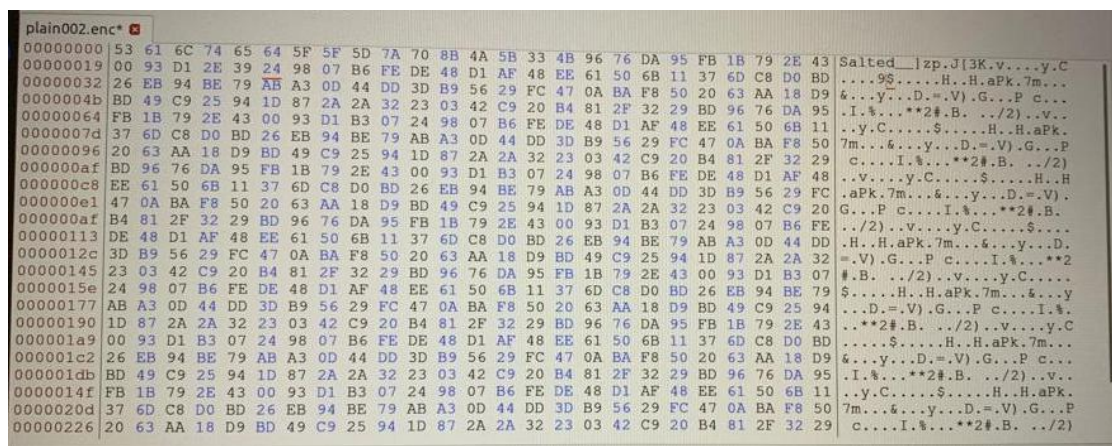 plain002.enc*
00000000 53 61 6C 74 65 64 5F 5F 5D 7A 70 8B 4A 5B 33 4B 96 76 DA 95 FB 1B 79 2E 43 Salted__]zp.J[3K.v....y.C
00000019 00 93 D1 2E 39 24 98 07 B6 FE DE 48 D1 AF 48 EE 61 50 6B 11 37 6D C8 D0 BD ....9$.....H..H.aPk.7m...
00000032 26 EB 94 BE 79 AB A3 0D 44 DD 3D B9 56 29 FC 47 0A BA F8 50 20 63 AA 18 D9 &...y...D.=.V).G...P c...
0000004b BD 49 C9 25 94 1D 87 2A 2A 32 23 03 42 C9 20 B4 81 2F 32 29 BD 96 76 DA 95 .I.%...**2#.B. ../2)..v..
00000064 FB 1B 79 2E 43 00 93 D1 B3 07 24 98 07 B6 FE DE 48 D1 AF 48 EE 61 50 6B 11 ..y.C.....$.....H..H.aPk.
0000007d 37 6D C8 D0 BD 26 EB 94 BE 79 AB A3 0D 44 DD 3D B9 56 29 FC 47 0A BA F8 50 7m...&...y...D.=.V).G...P
00000096 20 63 AA 18 D9 BD 49 C9 25 94 1D 87 2A 2A 32 23 03 42 C9 20 B4 81 2F 32 29 c....I.%...**2#.B. ../2)
000000af BD 96 76 DA 95 FB 1B 79 2E 43 00 93 D1 B3 07 24 98 07 B6 FE DE 48 D1 AF 48 ..v....y.C.....$.....H..H
000000c8 EE 61 50 6B 11 37 6D C8 D0 BD 26 EB 94 BE 79 AB A3 0D 44 DD 3D B9 56 29 FC .aPk.7m...&...y...D.=.V).
000000e1 47 0A BA F8 50 20 63 AA 18 D9 BD 49 C9 25 94 1D 87 2A 2A 32 23 03 42 C9 20 G...P c....I.%...**2#.B.
000000af B4 81 2F 32 29 BD 96 76 DA 95 FB 1B 79 2E 43 00 93 D1 B3 07 24 98 07 B6 FE ../2)..v....y.C.....$....
00000113 DE 48 D1 AF 48 EE 61 50 6B 11 37 6D C8 D0 BD 26 EB 94 BE 79 AB A3 0D 44 DD .H..H.aPk.7m...&...y...D.
0000012c 3D B9 56 29 FC 47 0A BA F8 50 20 63 AA 18 D9 BD 49 C9 25 94 1D 87 2A 2A 32 =.V).G...P c....I.%...**2
00000145 23 03 42 C9 20 B4 81 2F 32 29 BD 96 76 DA 95 FB 1B 79 2E 43 00 93 D1 B3 07 #.B. ../2)..v....y.C.....
0000015e 24 98 07 B6 FE DE 48 D1 AF 48 EE 61 50 6B 11 37 6D C8 D0 BD 26 EB 94 BE 79 $.....H..H.aPk.7m...&...y
00000177 AB A3 0D 44 DD 3D B9 56 29 FC 47 0A BA F8 50 20 63 AA 18 D9 BD 49 C9 25 94 ...D.=.V).G...P c....I.%.
00000190 1D 87 2A 2A 32 23 03 42 C9 20 B4 81 2F 32 29 BD 96 76 DA 95 FB 1B 79 2E 43 ..**2#.B. ../2)..v....y.C
000001a9 00 93 D1 B3 07 24 98 07 B6 FE DE 48 D1 AF 48 EE 61 50 6B 11 37 6D C8 D0 BD .....$.....H..H.aPk.7m...
000001c2 26 EB 94 BE 79 AB A3 0D 44 DD 3D B9 56 29 FC 47 0A BA F8 50 20 63 AA 18 D9 &...y...D.=.V).G...P c...
000001db BD 49 C9 25 94 1D 87 2A 2A 32 23 03 42 C9 20 B4 81 2F 32 29 BD 96 76 DA 95 .I.%...**2#.B. ../2)..v..
0000014f FB 1B 79 2E 43 00 93 D1 B3 07 24 98 07 B6 FE DE 48 D1 AF 48 EE 61 50 6B 11 ..y.C.....$.....H..H.aPk.
0000020d 37 6D C8 D0 BD 26 EB 94 BE 79 AB A3 0D 44 DD 3D B9 56 29 FC 47 0A BA F8 50 7m...&...y...D.=.V).G...P
00000226 20 63 AA 18 D9 BD 49 C9 25 94 1D 87 2A 2A 32 23 03 42 C9 20 B4 81 2F 32 29 c....I.%...**2#.B. ../2)